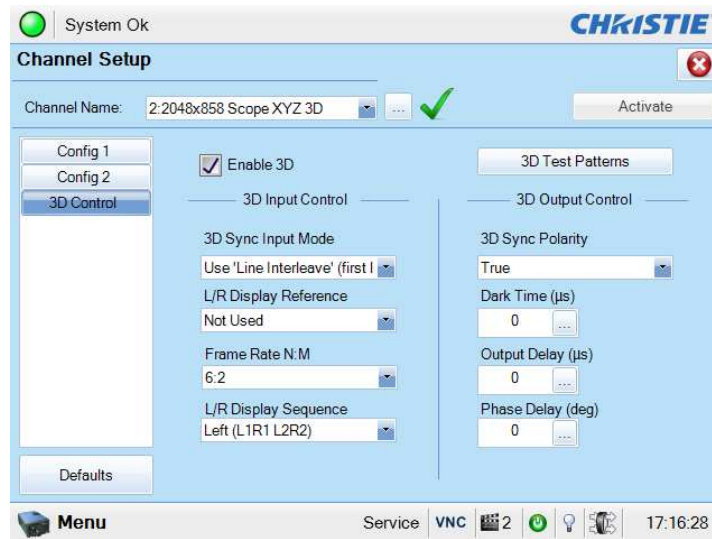 System Ok
CHRISTIE
Channel Setup
Channel Name: 2:2048x858 Scope XYZ 3D ... Activate
Config 1
Config 2
3D Control
Enable 3D
3D Test Patterns
3D Input Control
3D Output Control
3D Sync Input Mode
Use 'Line Interleave' (first l
3D Sync Polarity
True
L/R Display Reference
Not Used
Dark Time (µs)
0 ...
Frame Rate N:M
6:2
Output Delay (µs)
0 ...
L/R Display Sequence
Left (L1R1 L2R2)
Phase Delay (deg)
0 ...
Defaults
Menu
Service VNC 2 17:16:28